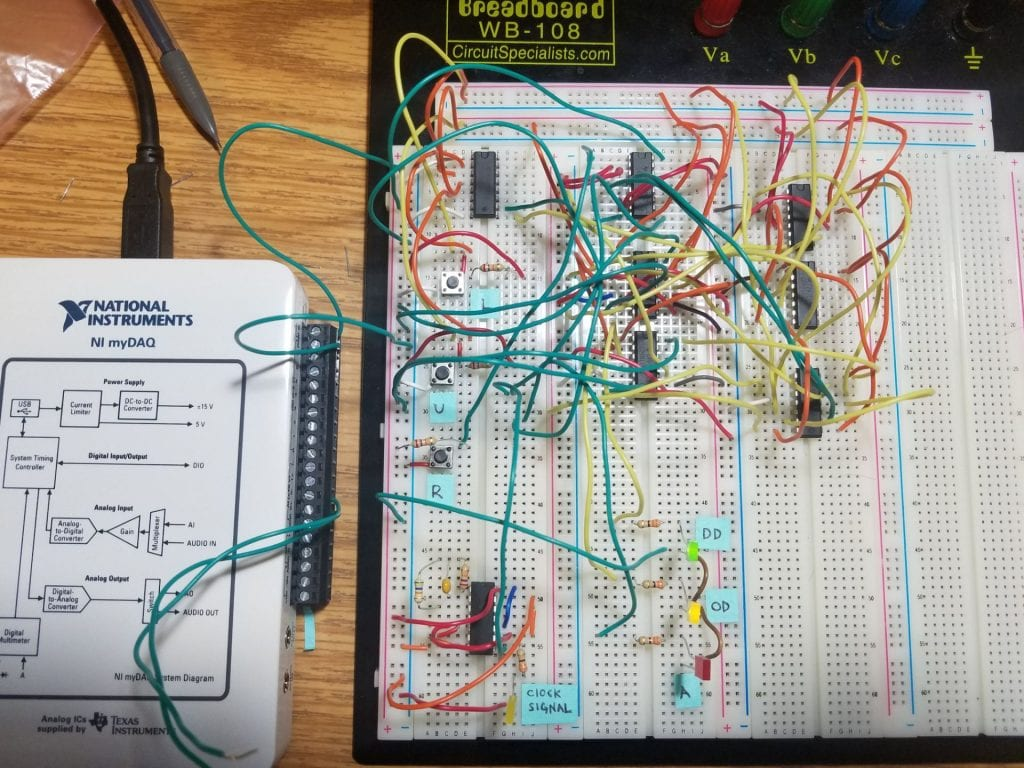 Breadboard
WB-108
CircuitSpecialists.com
Va
Vb
Vc
NATIONAL
INSTRUMENTS
NI myDAQ
Power Supply
USB
Current
Limiter
DC-to-DC
Converter
±15 V
5 V
System Timing
Controller
Digital Input/Output
DIO
Analog Input
Analog-
to-Digital
Converter
Gain
Multiplexer
AI
AUDIO IN
Analog Output
Digital-
to-Analog
Converter
Switch
AO
AUDIO OUT
Digital
Multimeter
A
NI myDAQ System Diagram
Analog ICs
supplied by
TEXAS
INSTRUMENTS
L
U
R
DD
OD
A
CLOCK
SIGNAL